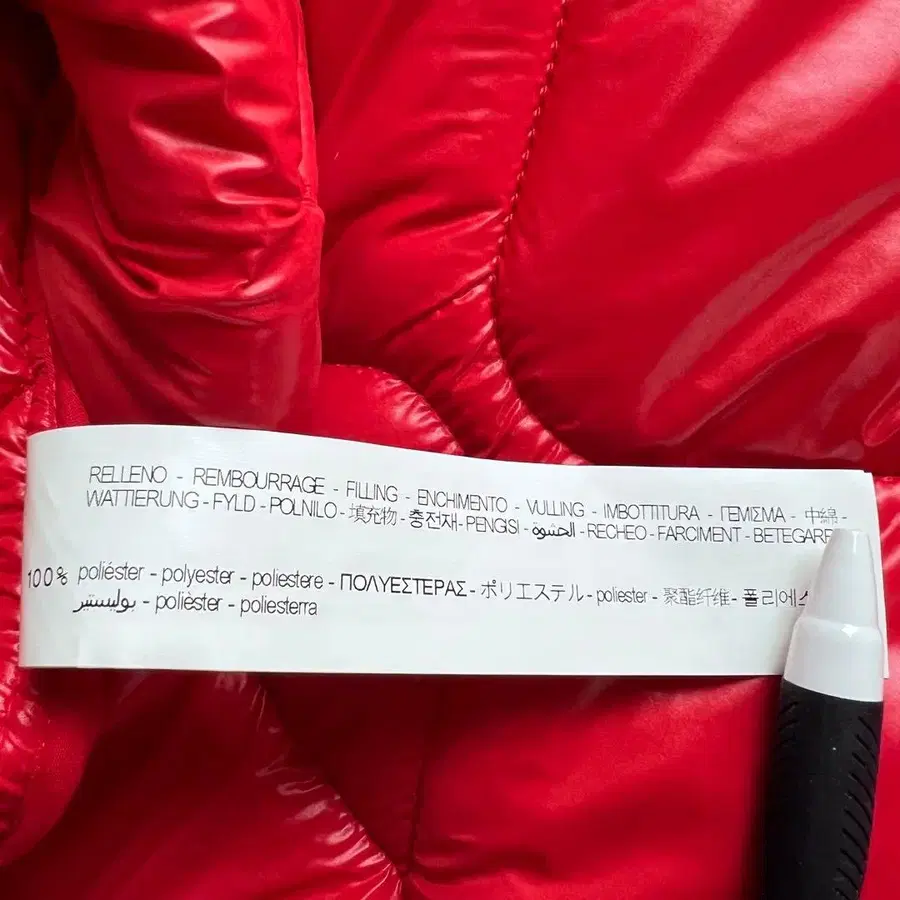 RELLENO - REMBOURRAGE - FILLING - ENCHIMENTO - VULLING - IMBOTTITURA - ΓΕΜΙΣΜΑ - 中綿 -
WATTIERUNG - FYLD - POLNILO - 填充物 - 충전재 - PENGISI - الحشوة - RECHEO - FARCIMENT - BETEGARR
100% poliéster - polyester - poliestere - ΠΟΛΥΕΣΤΕΡΑΣ - ポリエステル - poliester - 聚酯纤维 - 폴리에스
بوليستير - polièster - poliesterra